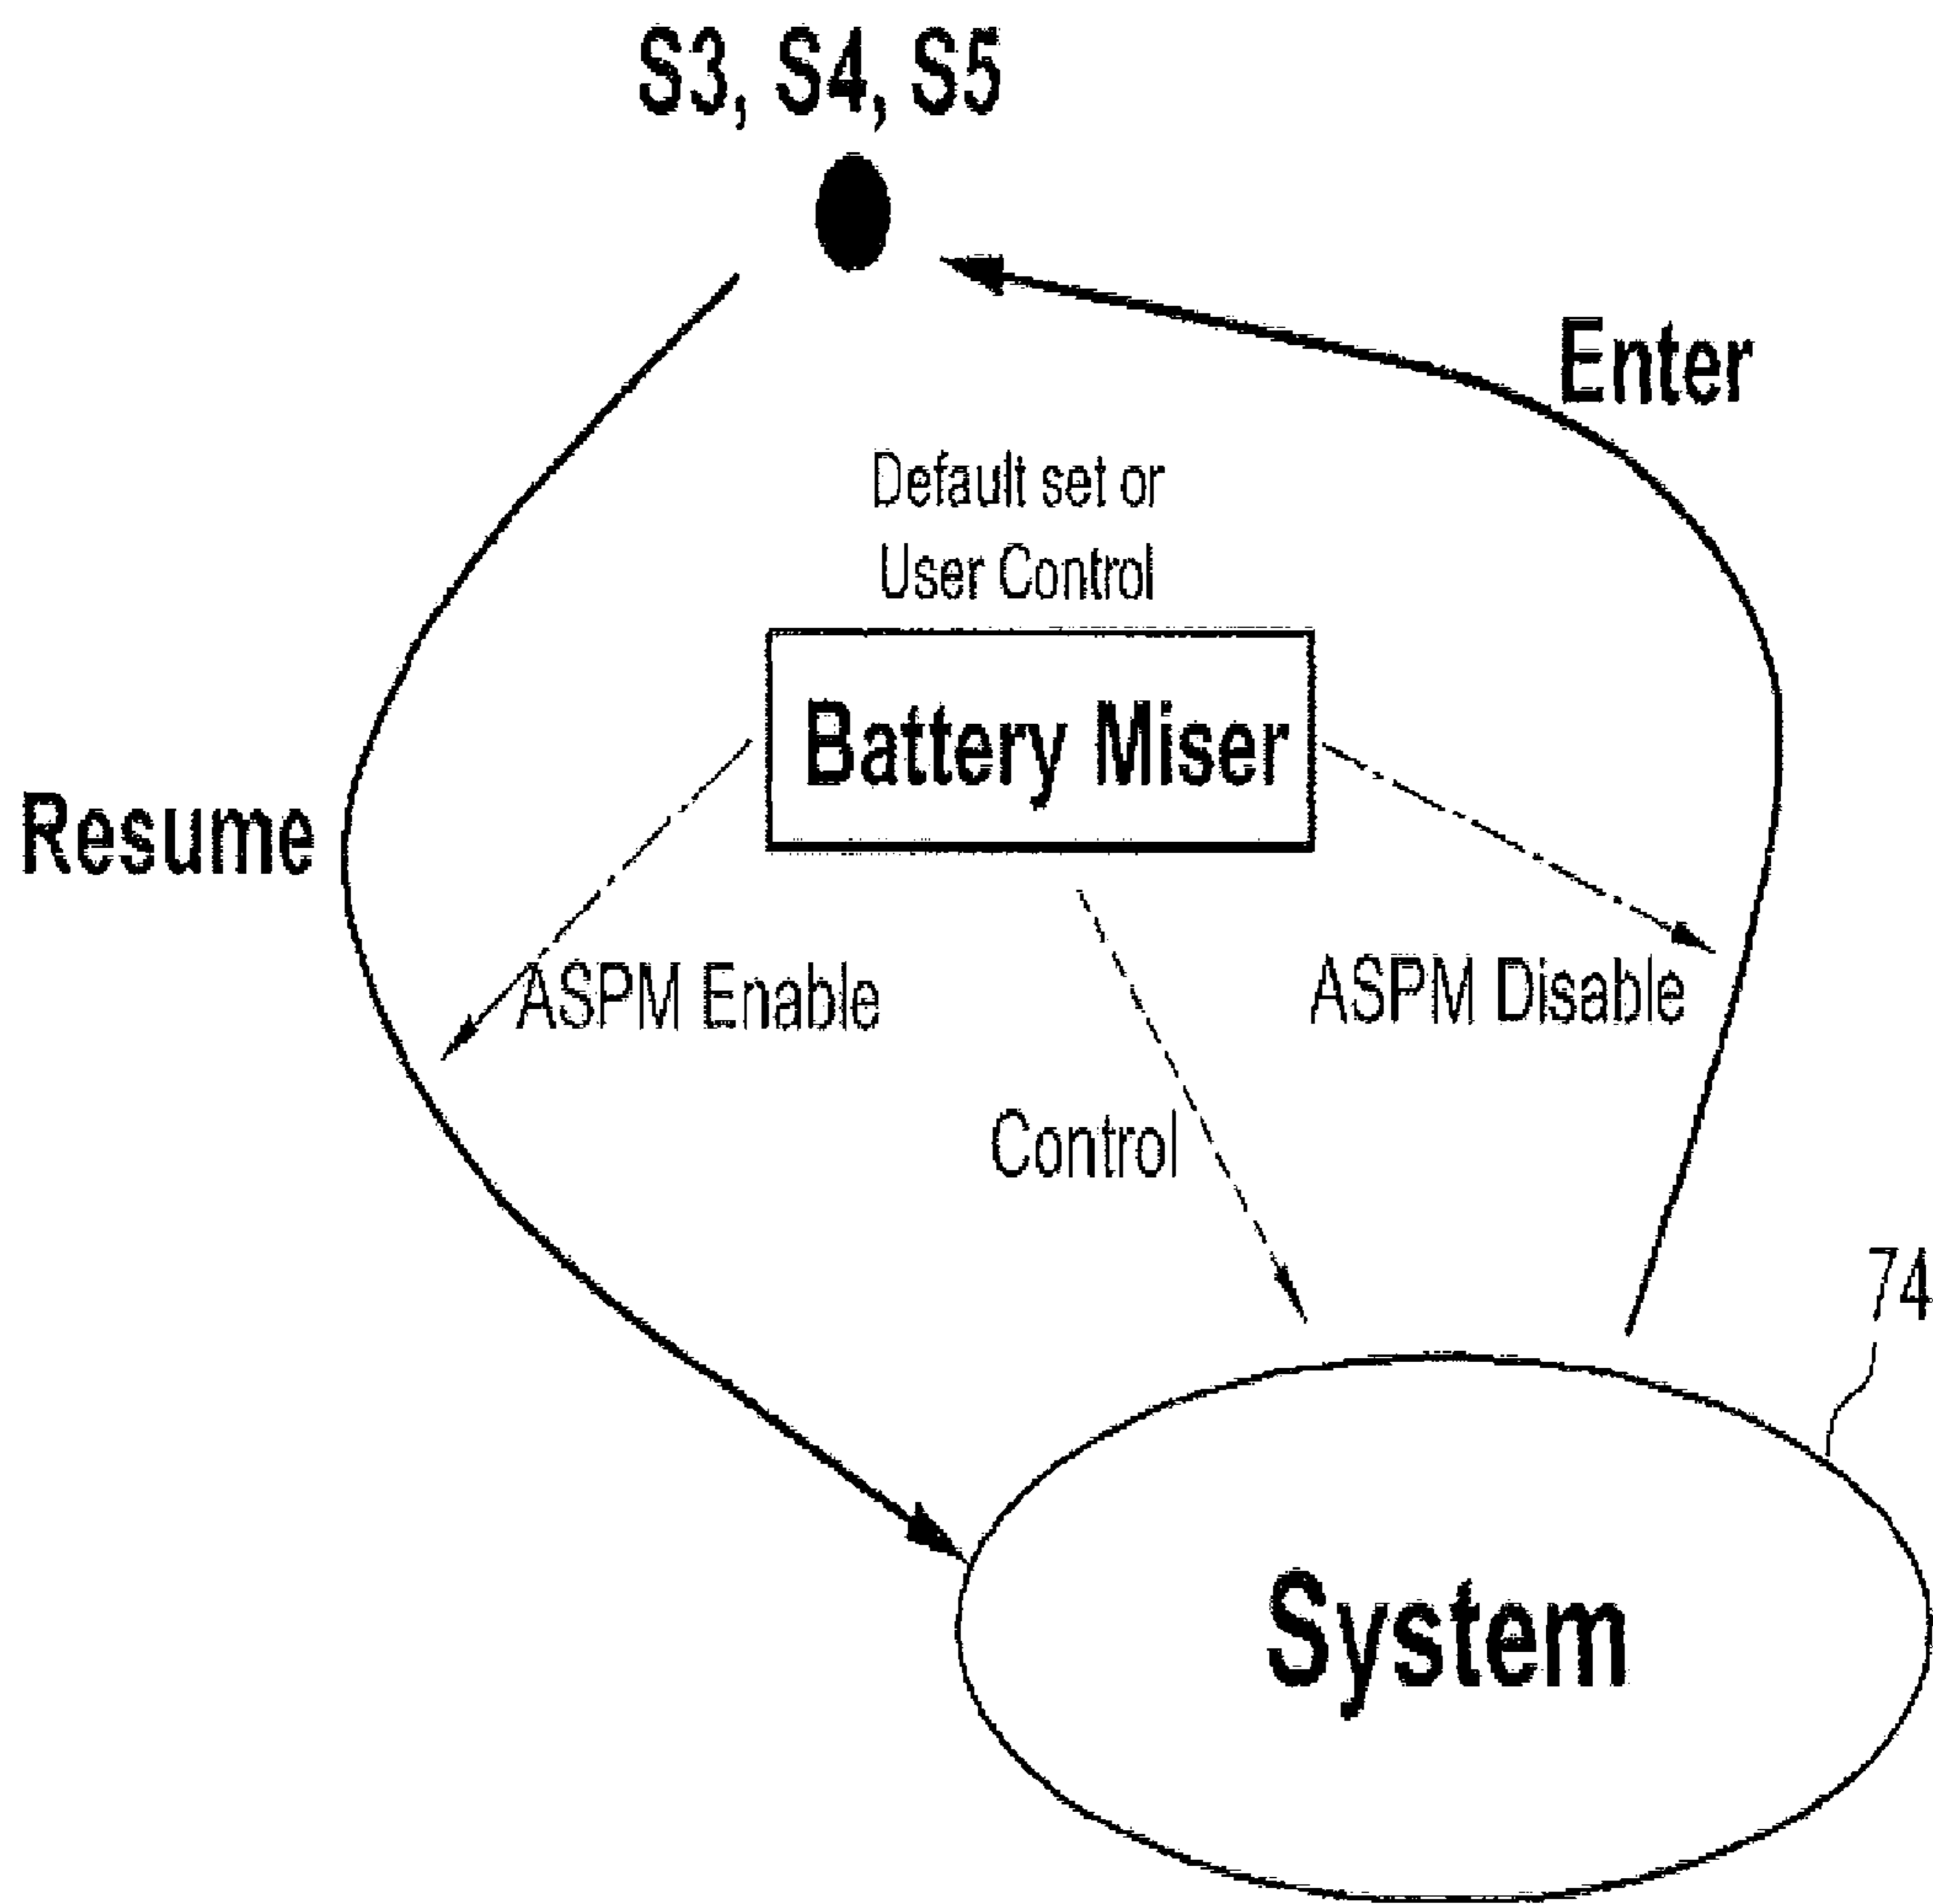 S3, S4, S5
Enter
Default set or
User Control
Battery Miser
Resume
ASPM Enable
ASPM Disable
Control
74
System